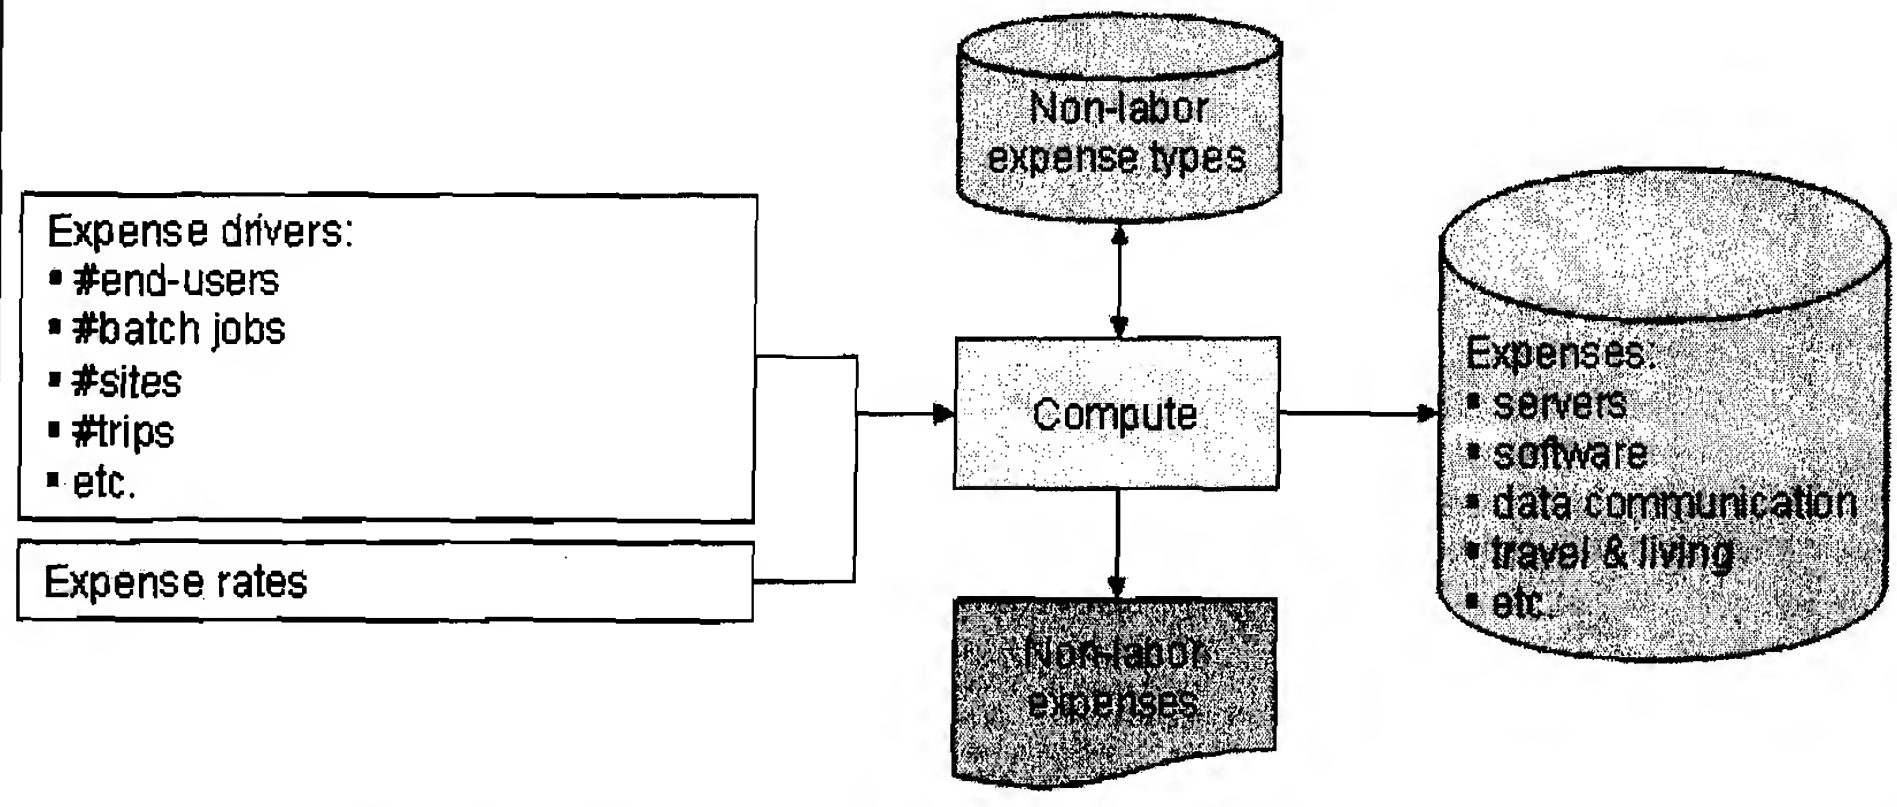 Non-labor
expense types
Expense drivers:
▪ #end-users
▪ #batch jobs
▪ #sites
▪ #trips
▪ etc.
Expense rates
Compute
Non-labor
expenses
Expenses:
▪ servers
▪ software
▪ data communication
▪ travel & living
▪ etc.